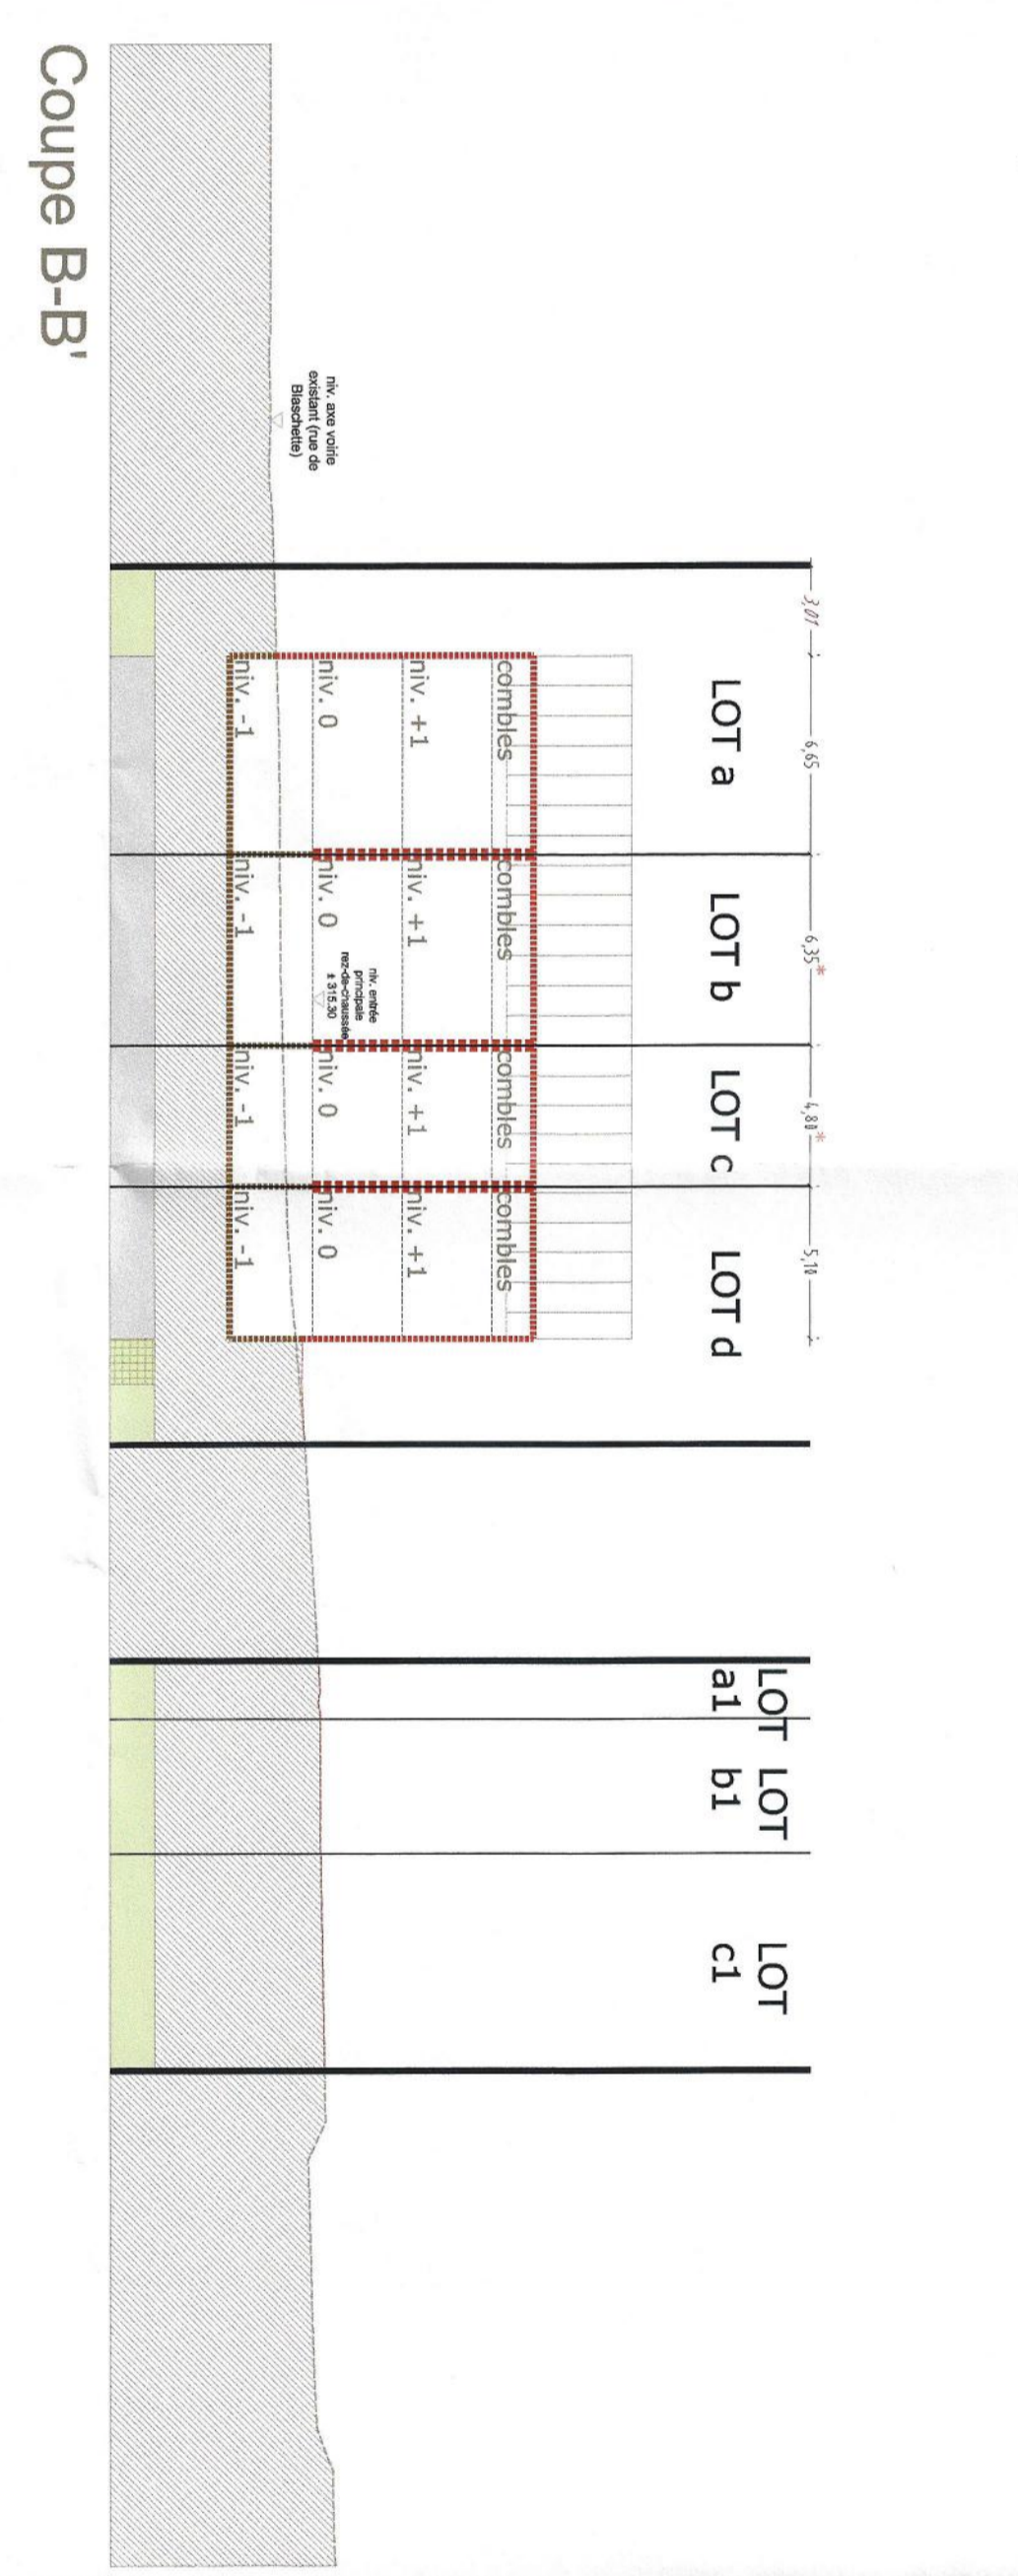 3,01
6,65
6,35*
4,80*
5,10
LOT a
LOT b
LOT c
LOT d
LOT
a1
LOT
b1
LOT
c1
combles
combles
combles
combles
niv. +1
niv. +1
niv. +1
niv. +1
niv. 0
niv. 0
niv. 0
niv. 0
niv. entrée
principale
rez-de-chaussée
± 315.30
niv. -1
niv. -1
niv. -1
niv. -1
niv. axe voirie
existant (rue de
Blaschette)
Coupe B-B'